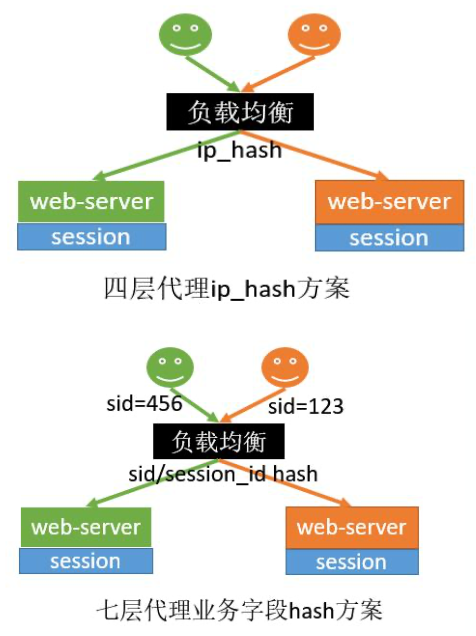 负载均衡
ip_hash
web-server web-server
session session
四层代理ip_hash方案
sid=456 sid=123
负载均衡
sid/session_id hash
web-server web-server
session session
七层代理业务字段hash方案